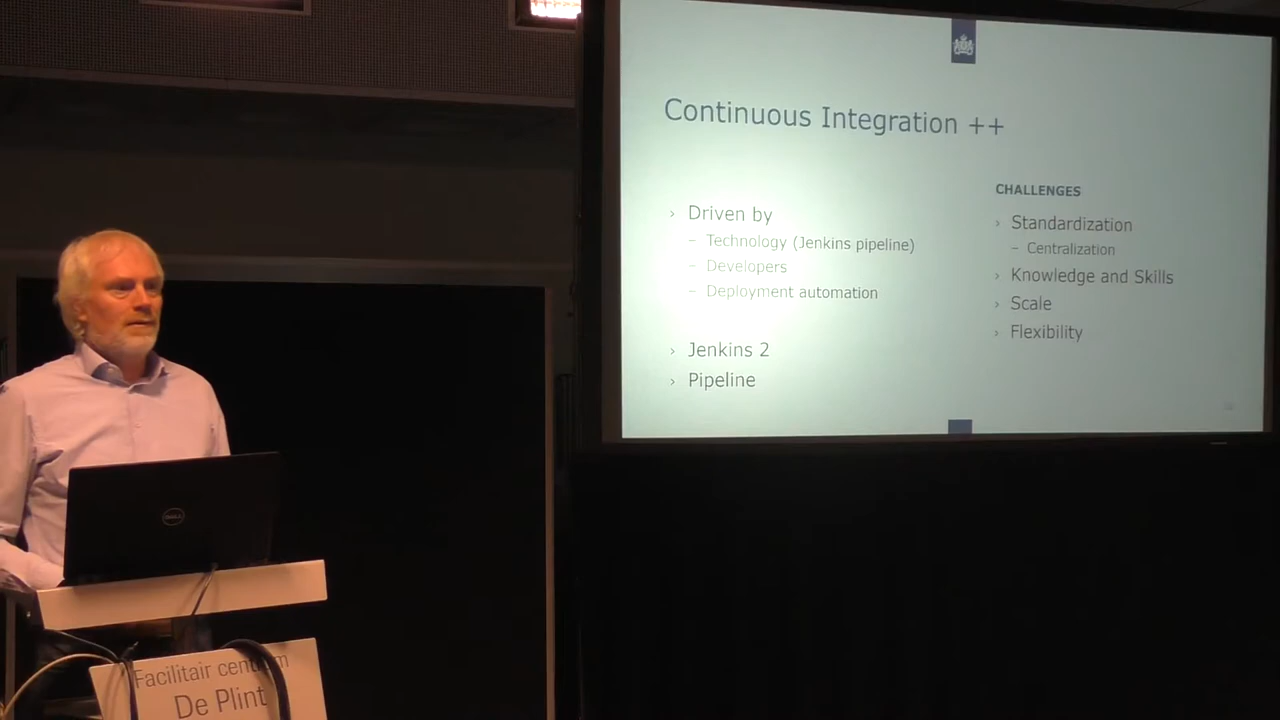 Continuous Integration ++
› Driven by
– Technology (Jenkins pipeline)
– Developers
– Deployment automation
› Jenkins 2
› Pipeline
CHALLENGES
› Standardization
– Centralization
› Knowledge and Skills
› Scale
› Flexibility
DELL
Facilitair centrum
De Plint